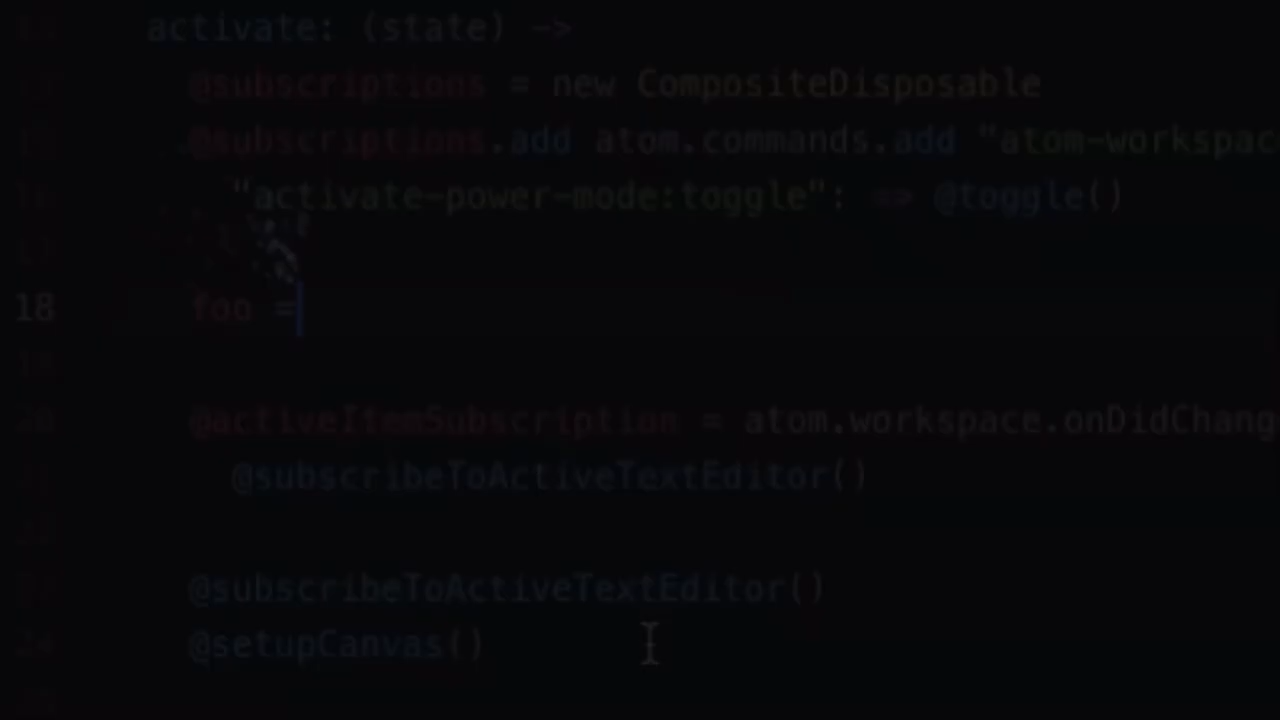 activate: (state) ->
@subscriptions = new CompositeDisposable
@subscriptions.add atom.commands.add "atom-workspac
"activate-power-mode:toggle": => @toggle()
18 foo =
@activeItemSubscription = atom.workspace.onDidChang
@subscribeToActiveTextEditor()
@subscribeToActiveTextEditor()
24 @setupCanvas()